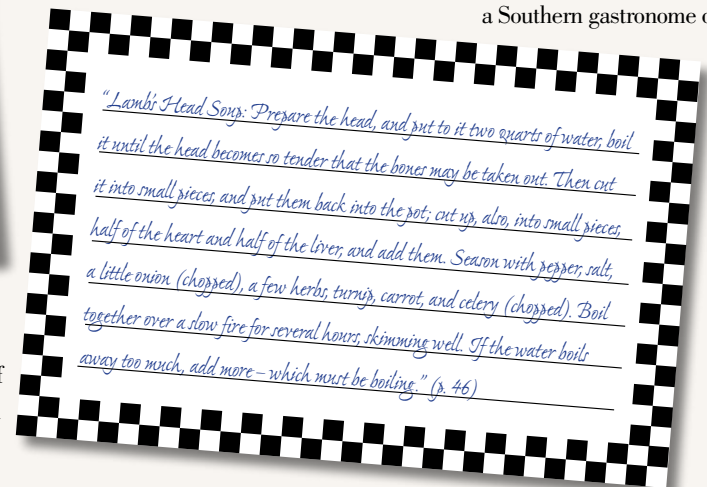 a Southern gastronome
"Lamb's Head Soup: Prepare the head, and put to it two quarts of water, boil
it until the head becomes so tender that the bones may be taken out. Then cut
it into small pieces, and put them back into the pot; cut up, also, into small pieces,
half of the heart and half of the liver, and add them. Season with pepper, salt,
a little onion (chopped), a few herbs, turnip, carrot, and celery (chopped). Boil
together over a slow fire for several hours, skimming well. If the water boils
away too much, add more – which must be boiling." (p. 46)